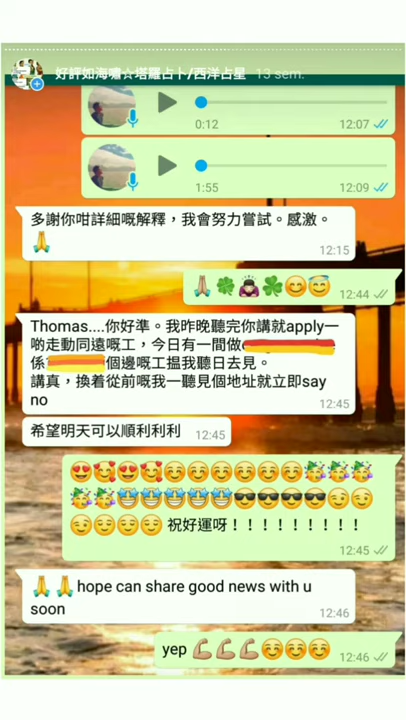 好評如海嘯☆塔羅占卜/西洋占星 13 sem.
0:12 12:07
1:55 12:09
多謝你咁詳細嘅解釋，我會努力嘗試。感激。
🙏
12:15
🙏🏼🍀🙇🏻‍♀️🍀😊😇
12:44
Thomas....你好準。我昨晚聽完你講就apply一
啲走動同遠嘅工，今日有一間做
係 個邊嘅工搵我聽日去見。
講真，換着從前嘅我一聽見個地址就立即say
no
12:45
希望明天可以順利利利 12:45
😍🥰😍🥰☺️☺️☺️☺️☺️☺️🥳🥳🥳
🥳🥳🤩🤩🤩🤩🤩😎😎😎😎😏😏
😏😏😏😏 祝好運呀！！！！！！！！！
12:45
🙏🙏hope can share good news with u
soon
12:46
yep 💪🏼💪🏼💪🏼☺️☺️☺️ 12:46